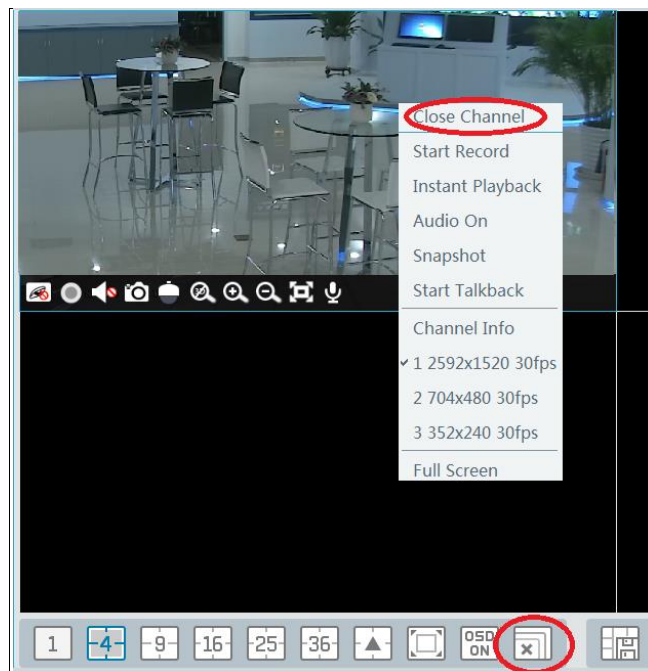 Close Channel
Start Record
Instant Playback
Audio On
Snapshot
Start Talkback
Channel Info
1 2592x1520 30fps
2 704x480 30fps
3 352x240 30fps
Full Screen
3D
1 4 9 16 25 36 OSD
ON